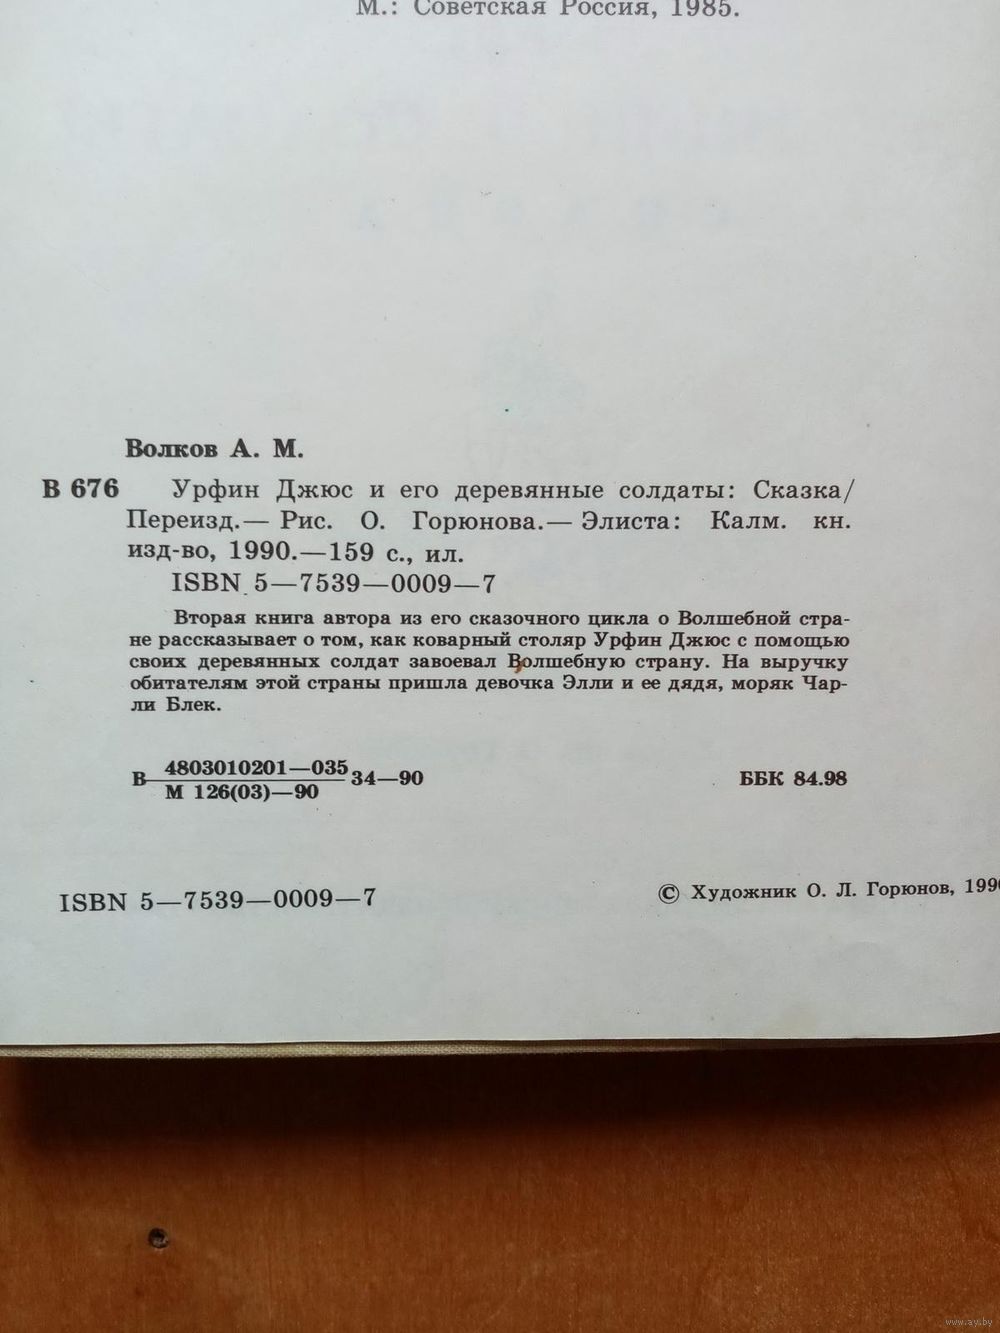 М.: Советская Россия, 1985.
Волков А. М.
В 676 Урфин Джюс и его деревянные солдаты: Сказка/
Переизд.— Рис. О. Горюнова.— Элиста: Калм. кн.
изд-во, 1990.—159 с., ил.
ISBN 5—7539—0009—7
Вторая книга автора из его сказочного цикла о Волшебной стра-
не рассказывает о том, как коварный столяр Урфин Джюс с помощью
своих деревянных солдат завоевал Волшебную страну. На выручку
обитателям этой страны пришла девочка Элли и ее дядя, моряк Чар-
ли Блек.
В 4803010201—035 34—90 ББК 84.98
М 126(03)—90
ISBN 5—7539—0009—7 © Художник О. Л. Горюнов, 1990
www.ay.by